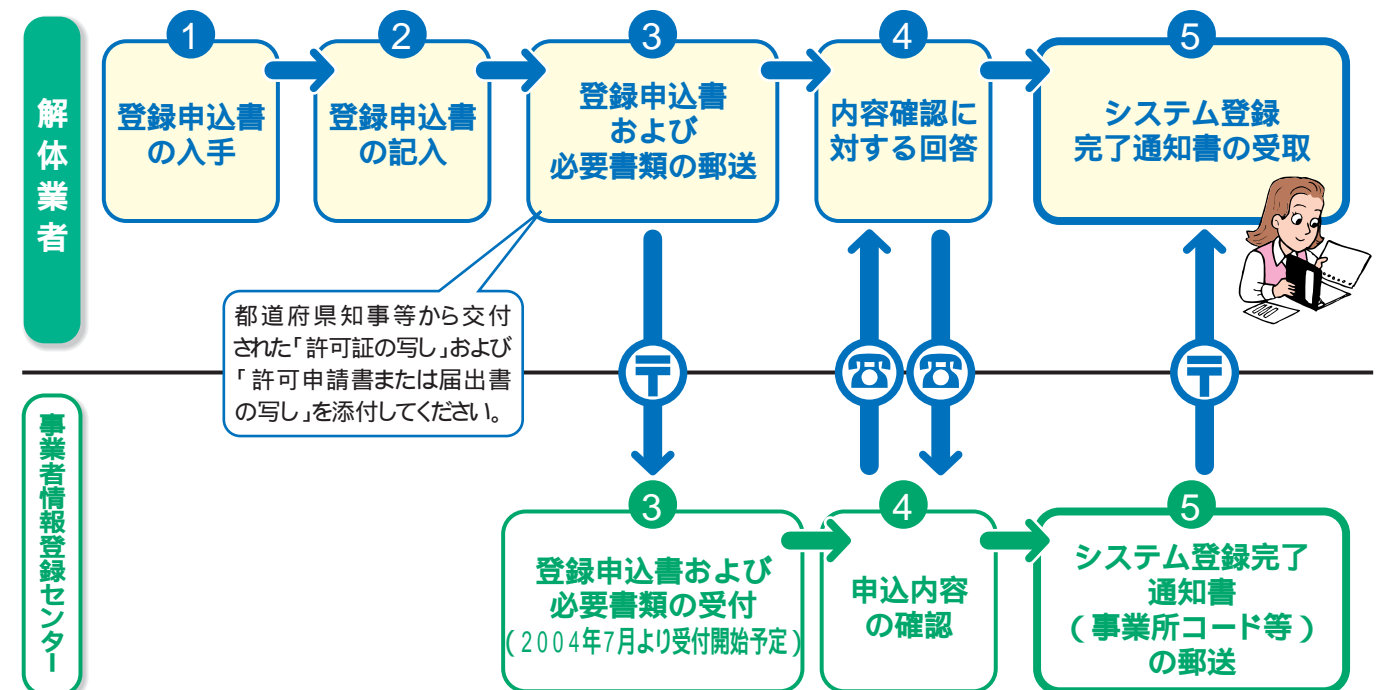 解体業者
1
登録申込書
の入手
2
登録申込書
の記入
3
登録申込書
および
必要書類の郵送
4
内容確認に
対する回答
5
システム登録
完了通知書の受取
都道府県知事等から交付
された「許可証の写し」および
「許可申請書または届出書
の写し」を添付してください。
〒
〒
事業者情報登録センター
3
登録申込書および
必要書類の受付
(2004年7月より受付開始予定)
4
申込内容
の確認
5
システム登録完了
通知書
(事業所コード等)
の郵送